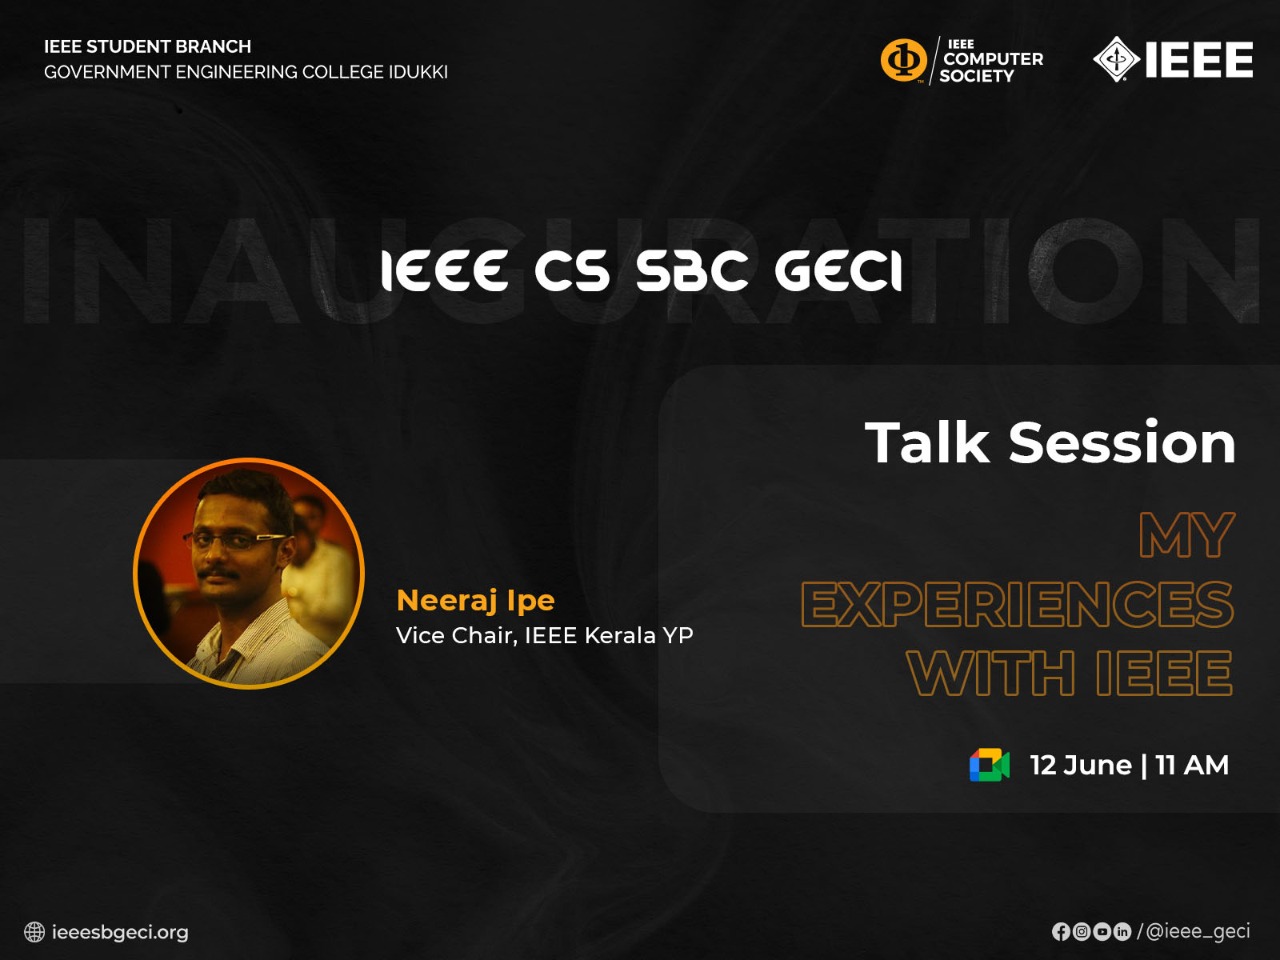 IEEE STUDENT BRANCH
GOVERNMENT ENGINEERING COLLEGE IDUKKI
IEEE
COMPUTER
SOCIETY
IEEE
INAUGURATION
IEEE CS SBC GECI
Talk Session
MY
EXPERIENCES
WITH IEEE
Neeraj Ipe
Vice Chair, IEEE Kerala YP
12 June | 11 AM
ieeesbgeci.org
/@ieee_geci